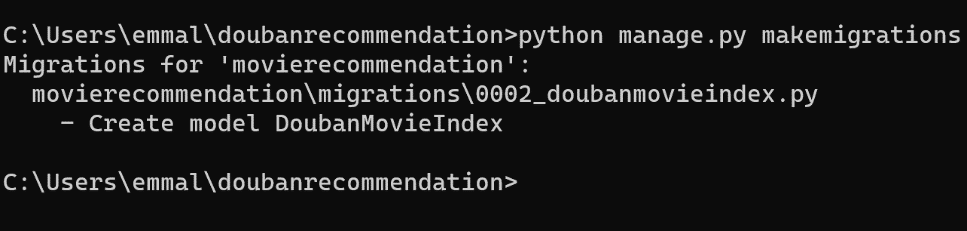 C:\Users\emmal\doubanrecommendation>python manage.py makemigrations
Migrations for 'movierecommendation':
  movierecommendation\migrations\0002_doubanmovieindex.py
    - Create model DoubanMovieIndex
C:\Users\emmal\doubanrecommendation>